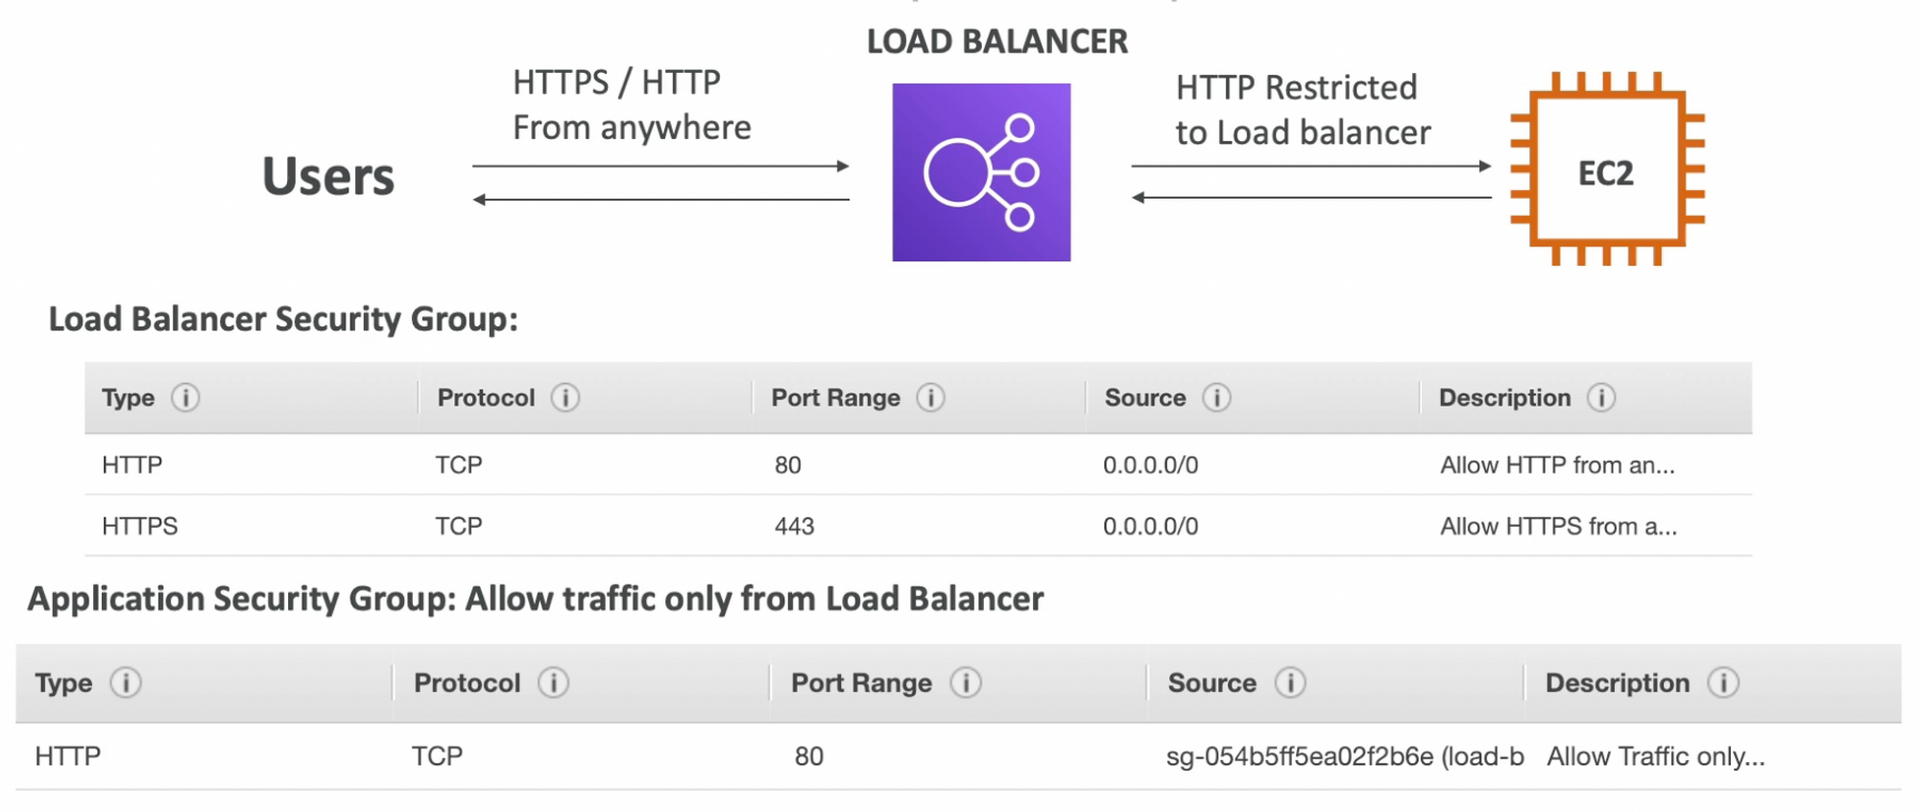 LOAD BALANCER
HTTPS / HTTP
From anywhere
HTTP Restricted
to Load balancer
Users
EC2
Load Balancer Security Group:
Type Protocol Port Range Source Description
HTTP TCP 80 0.0.0.0/0 Allow HTTP from an...
HTTPS TCP 443 0.0.0.0/0 Allow HTTPS from a...
Application Security Group: Allow traffic only from Load Balancer
Type Protocol Port Range Source Description
HTTP TCP 80 sg-054b5ff5ea02f2b6e (load-b Allow Traffic only...